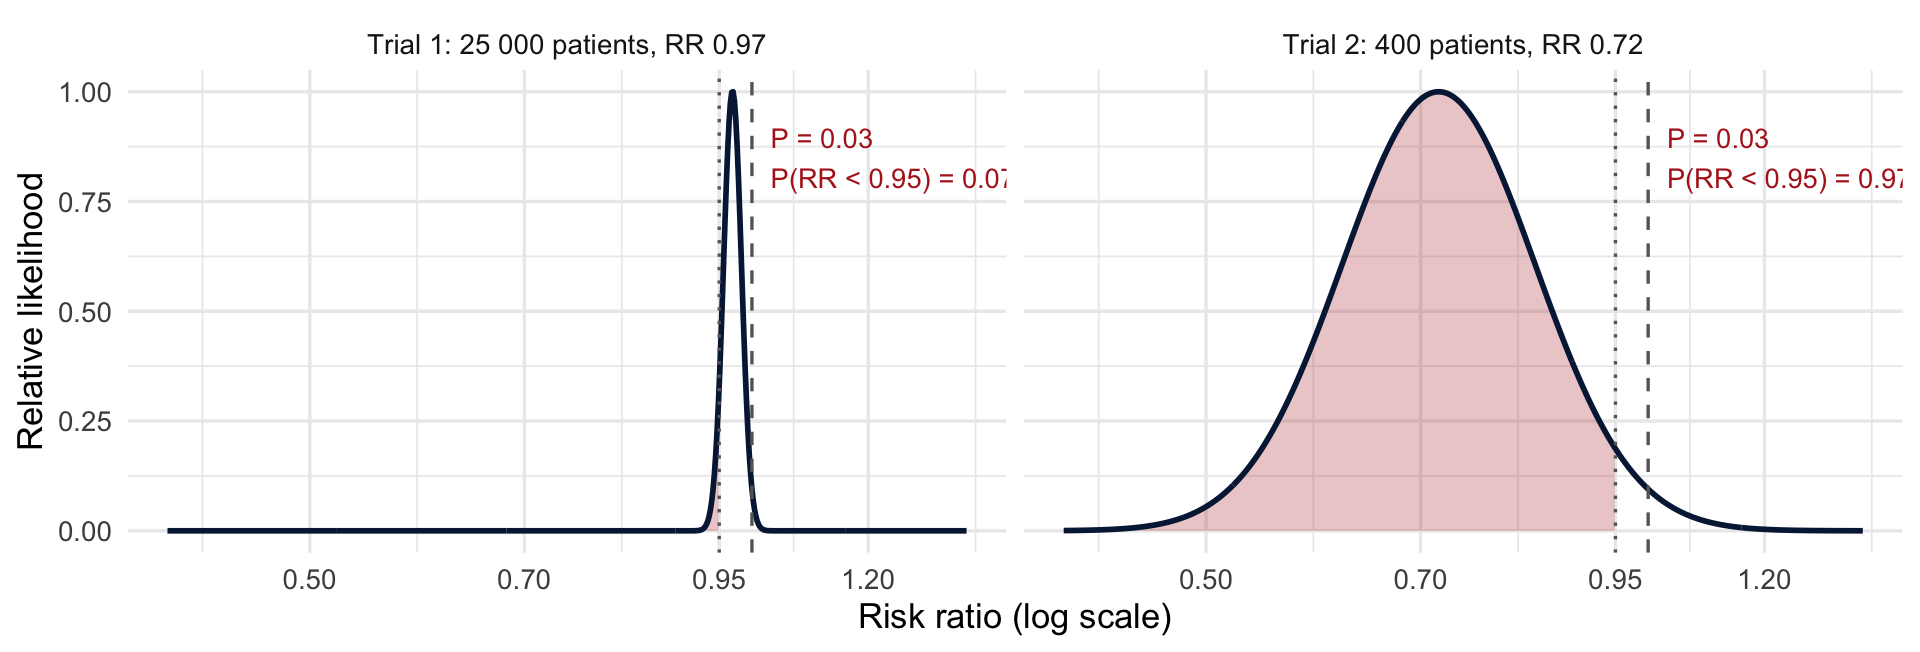 Trial 1: 25 000 patients, RR 0.97
Trial 2: 400 patients, RR 0.72
Relative likelihood
1.00
0.75
0.50
0.25
0.00
P = 0.03
P(RR < 0.95) = 0.07
P = 0.03
P(RR < 0.95) = 0.97
0.50 0.70 0.95 1.20
0.50 0.70 0.95 1.20
Risk ratio (log scale)